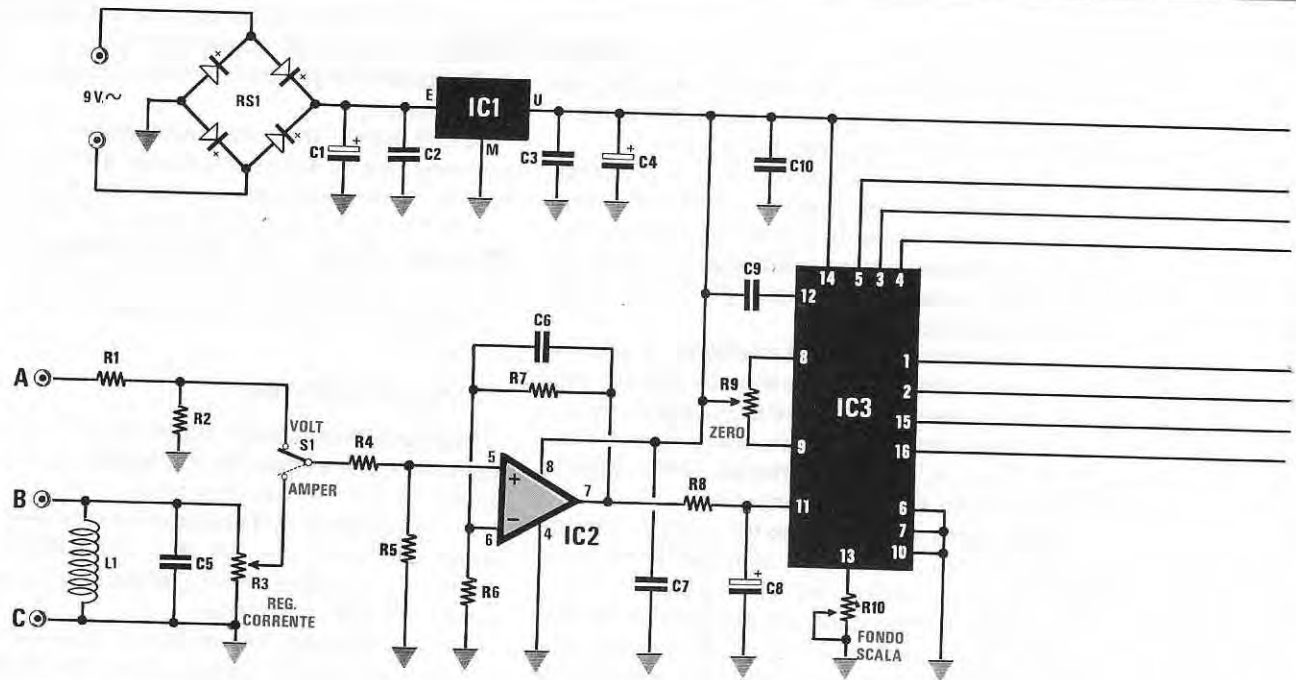 9 V. ~
RS1
E
IC1
U
M
C1
+
C2
C3
+
C4
C10
14
5
3
4
C9
12
C6
R7
8
R9
ZERO
9
IC3
1
2
15
16
A
R1
R2
VOLT
S1
AMPER
R4
5
+
8
7
R8
11
6
7
10
B
−
6
4
IC2
L1
C5
R3
REG.
CORRENTE
R5
R6
C7
+
C8
13
R10
C
FONDO
SCALA